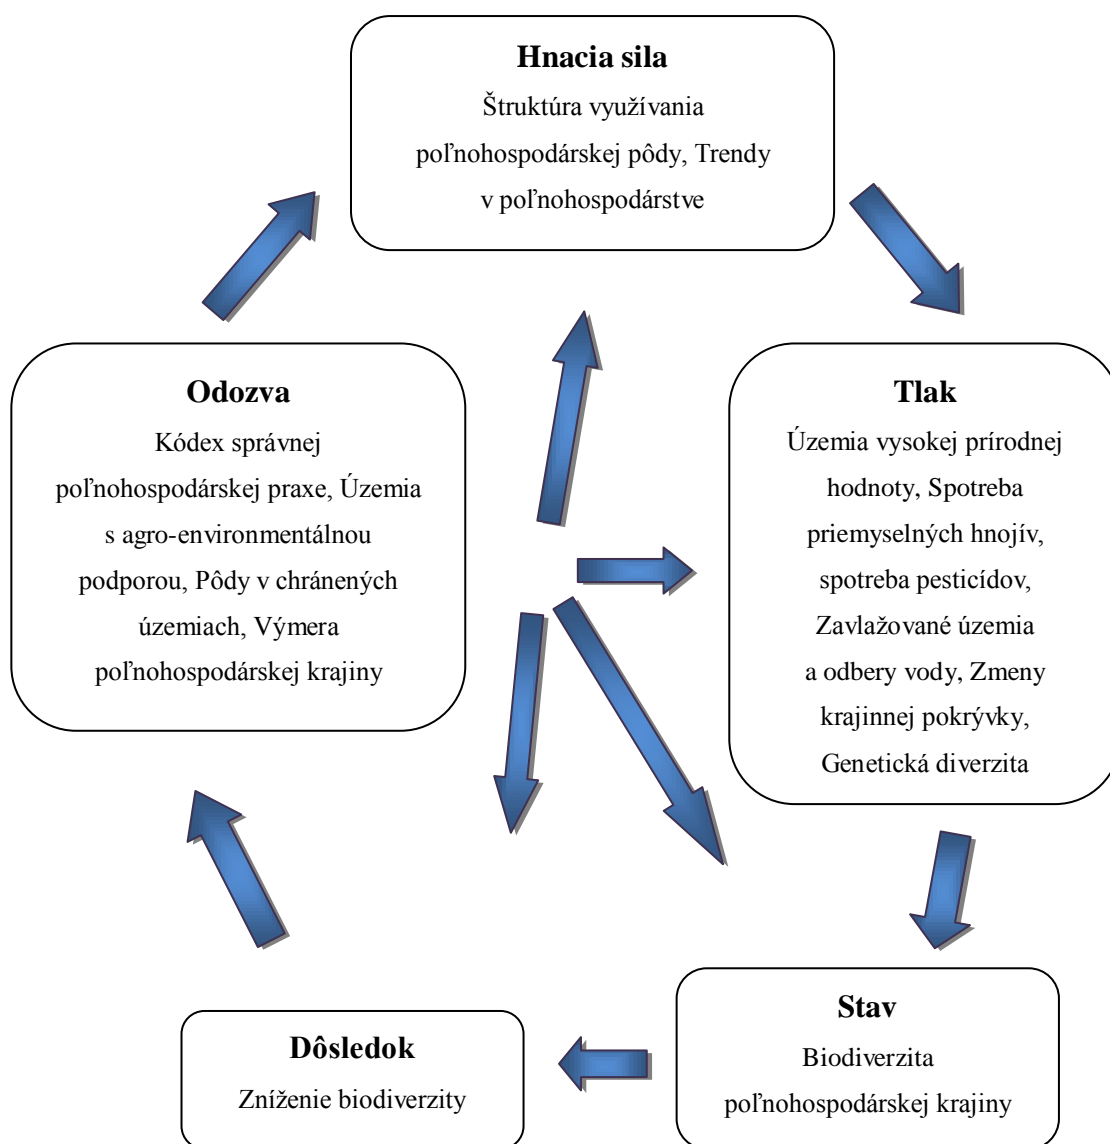 Hnacia sila
Štruktúra využívania
poľnohospodárskej pôdy, Trendy
v poľnohospodárstve
Odozva
Kódex správnej
poľnohospodárskej praxe, Územia
s agro-environmentálnou
podporou, Pôdy v chránených
územiach, Výmera
poľnohospodárskej krajiny
Tlak
Územia vysokej prírodnej
hodnoty, Spotreba
priemyselných hnojív,
spotreba pesticídov,
Zavlažované územia
a odbery vody, Zmeny
krajinnej pokrývky,
Genetická diverzita
Stav
Biodiverzita
poľnohospodárskej krajiny
Dôsledok
Zníženie biodiverzity